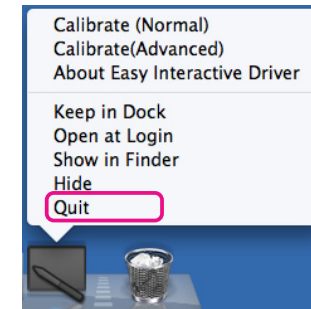 Calibrate (Normal)
Calibrate(Advanced)
About Easy Interactive Driver
Keep in Dock
Open at Login
Show in Finder
Hide
Quit